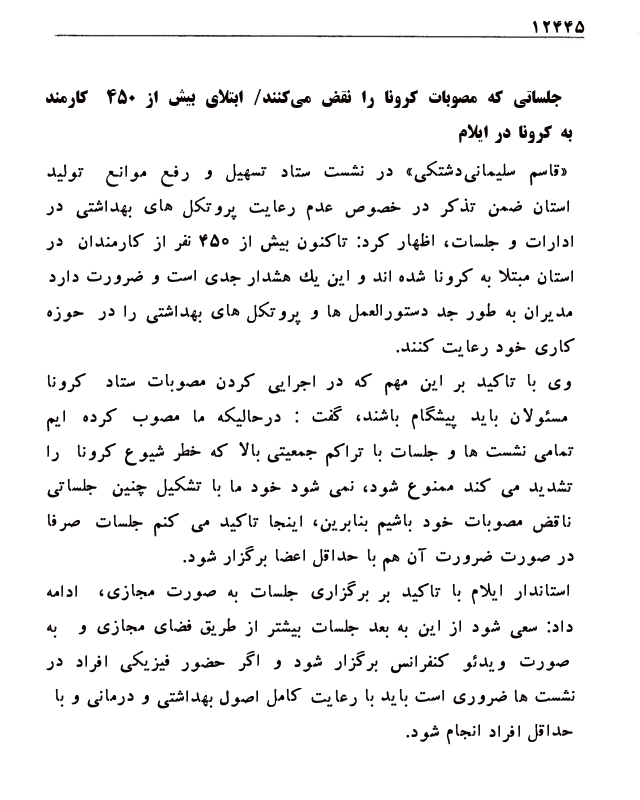 ۱۲۴۴۵
جلساتی که مصوبات کرونا را نقض می‌کنند/ ابتلای بیش از ۴۵۰ کارمند
به کرونا در ایلام
«قاسم سلیمانی‌دشتکی» در نشست ستاد تسهیل و رفع موانع تولید
استان ضمن تذکر در خصوص عدم رعایت پروتکل های بهداشتی در
ادارات و جلسات، اظهار کرد: تاکنون بیش از ۴۵۰ نفر از کارمندان در
استان مبتلا به کرونا شده اند و این یك هشدار جدی است و ضرورت دارد
مدیران به طور جد دستورالعمل ها و پروتکل های بهداشتی را در حوزه
کاری خود رعایت کنند.
وی با تاکید بر این مهم که در اجرایی کردن مصوبات ستاد کرونا
مسئولان باید پیشگام باشند، گفت : درحالیکه ما مصوب کرده ایم
تمامی نشست ها و جلسات با تراکم جمعیتی بالا که خطر شیوع کرونا را
تشدید می کند ممنوع شود، نمی شود خود ما با تشکیل چنین جلساتی
ناقض مصوبات خود باشیم بنابرین، اینجا تاکید می کنم جلسات صرفا
در صورت ضرورت آن هم با حداقل اعضا برگزار شود.
استاندار ایلام با تاکید بر برگزاری جلسات به صورت مجازی، ادامه
داد: سعی شود از این به بعد جلسات بیشتر از طریق فضای مجازی و به
صورت ویدئو کنفرانس برگزار شود و اگر حضور فیزیکی افراد در
نشست ها ضروری است باید با رعایت کامل اصول بهداشتی و درمانی و با
حداقل افراد انجام شود.